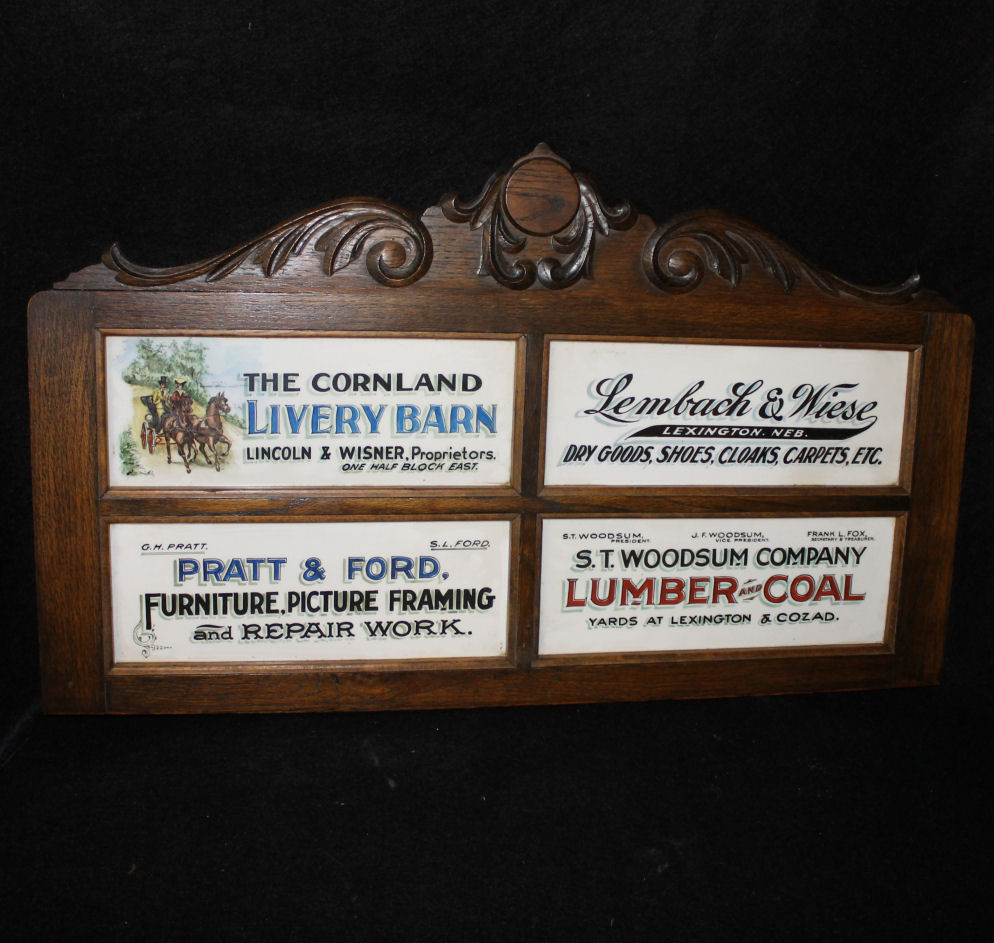 THE CORNLAND
LIVERY BARN
LINCOLN & WISNER, Proprietors.
ONE HALF BLOCK EAST.
Lembach & Wiese
LEXINGTON. NEB.
DRY GOODS, SHOES, CLOAKS, CARPETS, ETC.
G.H. PRATT. S.L. FORD.
PRATT & FORD,
FURNITURE, PICTURE FRAMING
and REPAIR WORK.
S.T. WOODSUM, J.F. WOODSUM, FRANK L. FOX,
PRESIDENT. VICE PRESIDENT. SECRETARY & TREASURER.
S.T. WOODSUM COMPANY
LUMBER AND COAL
YARDS AT LEXINGTON & COZAD.